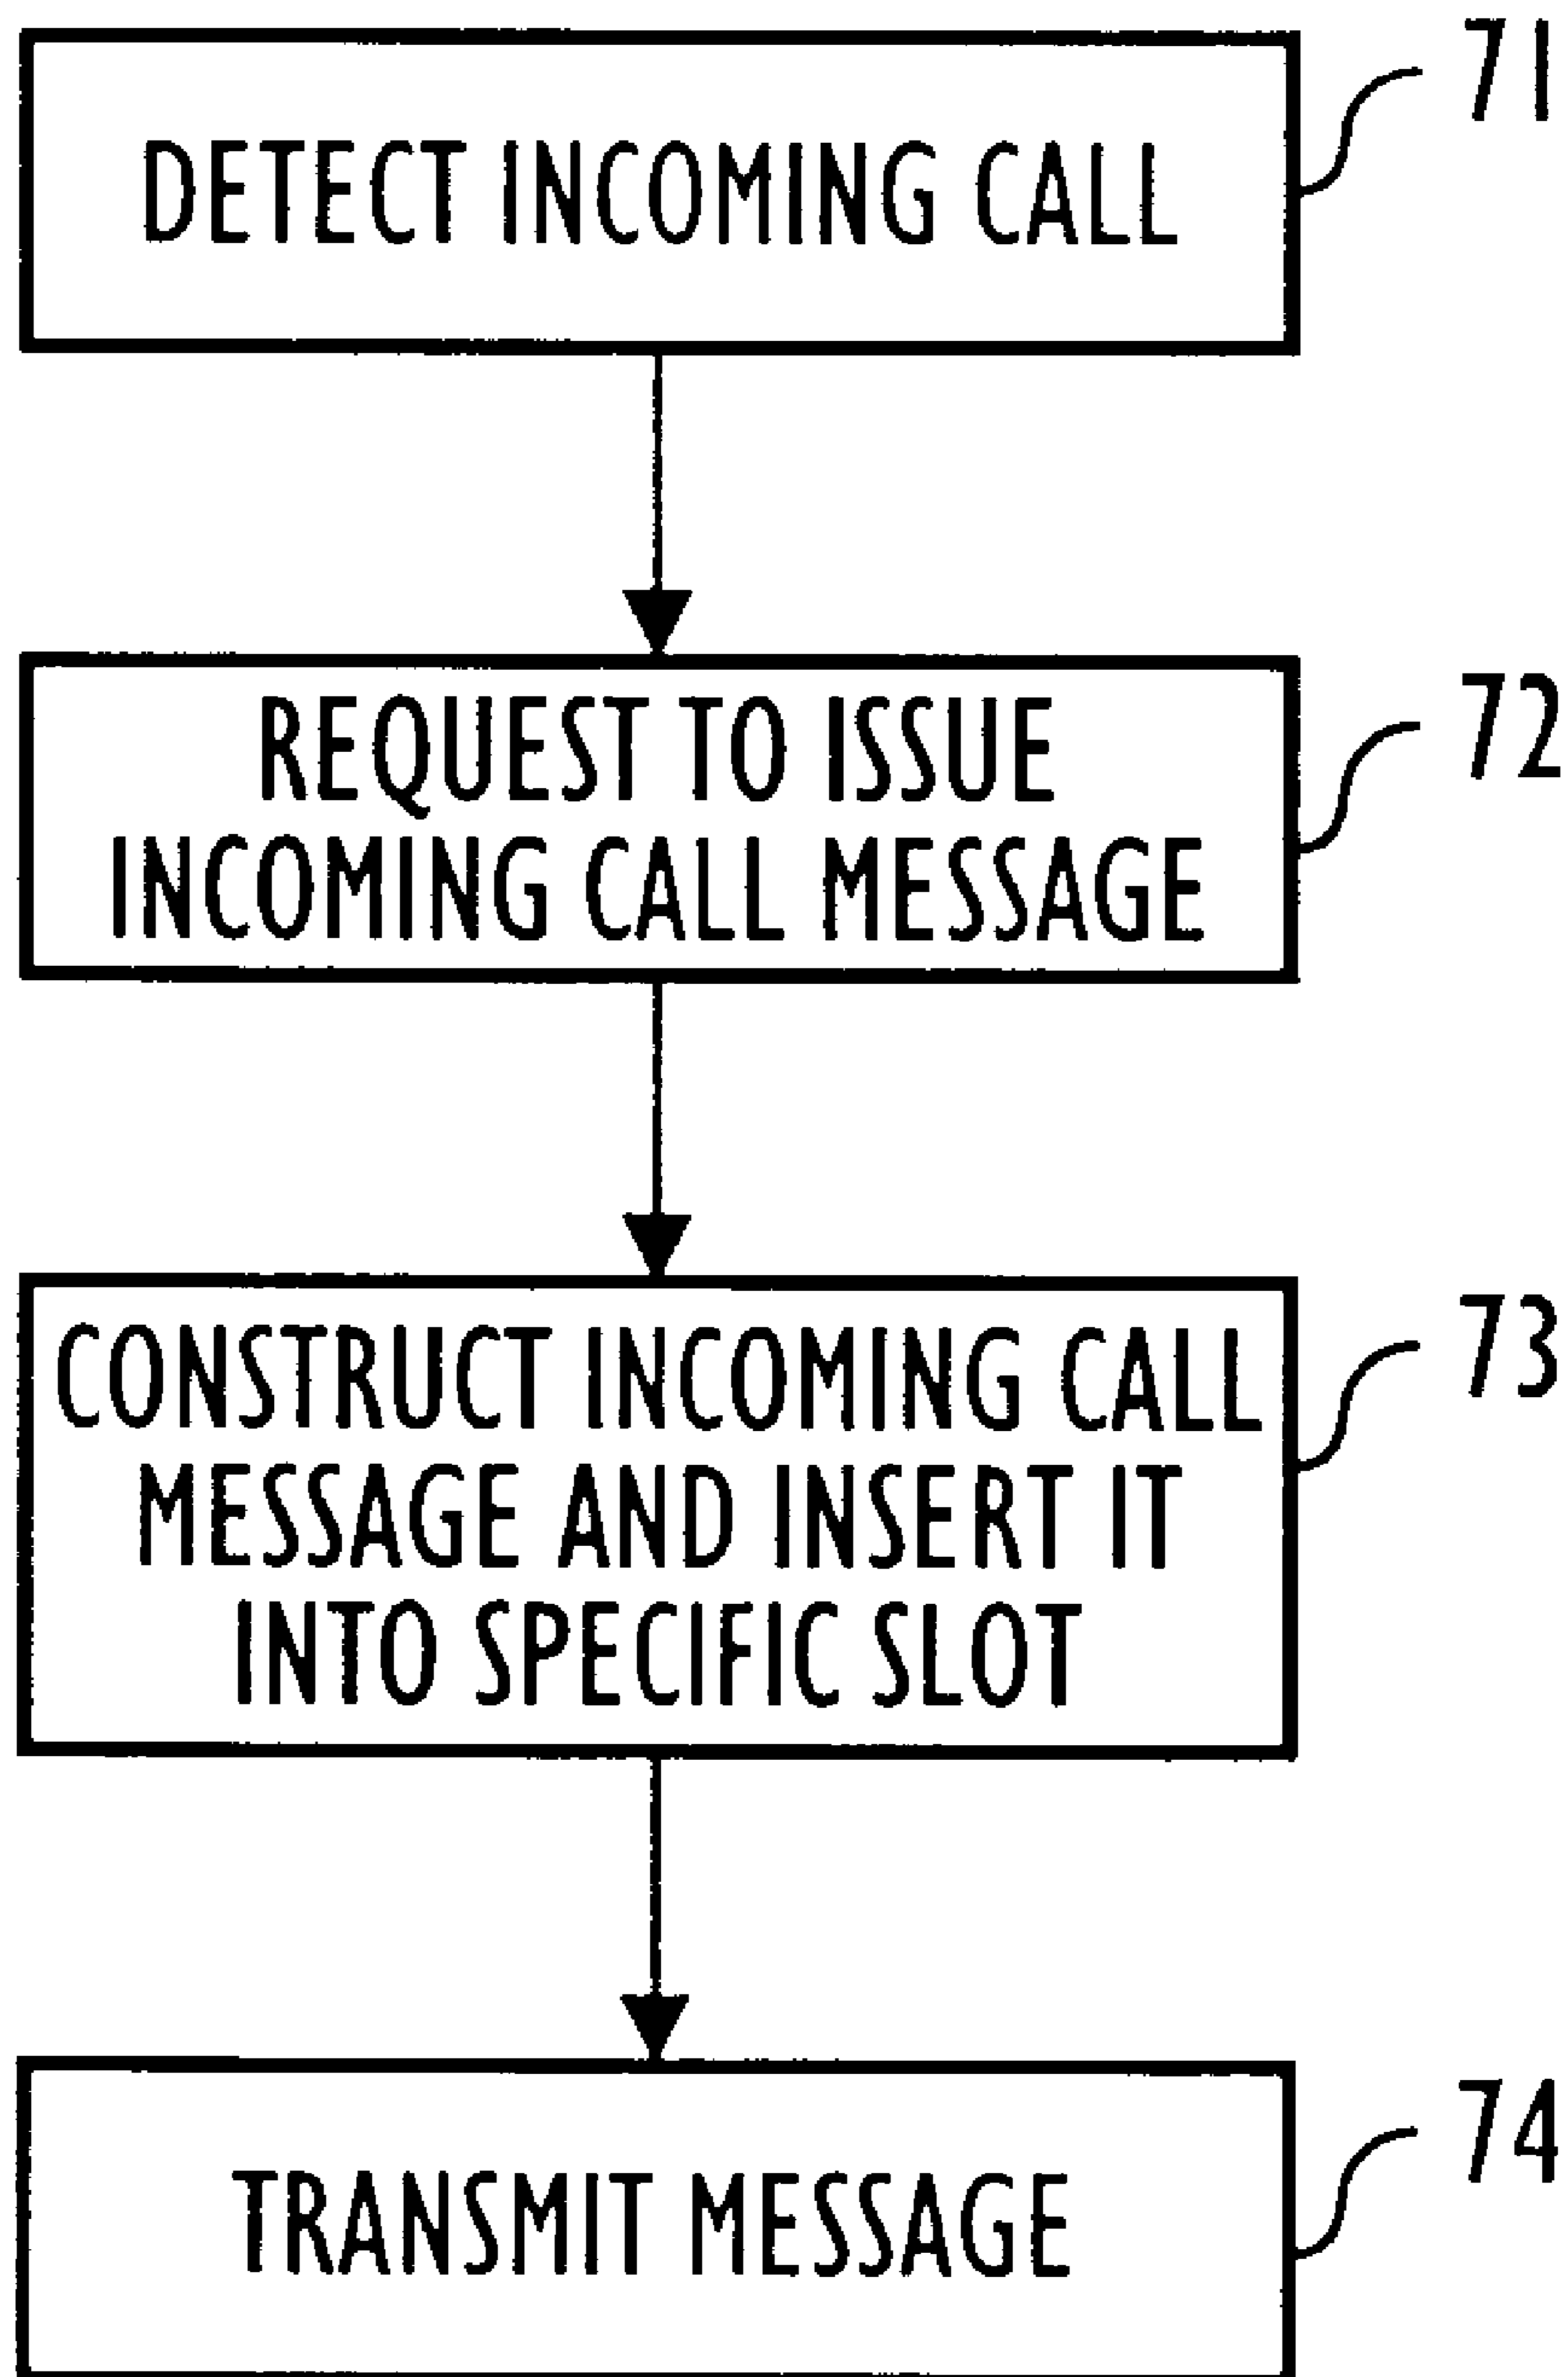 DETECT INCOMING CALL
71
REQUEST TO ISSUE
INCOMING CALL MESSAGE
72
CONSTRUCT INCOMING CALL
MESSAGE AND INSERT IT
INTO SPECIFIC SLOT
73
TRANSMIT MESSAGE
74